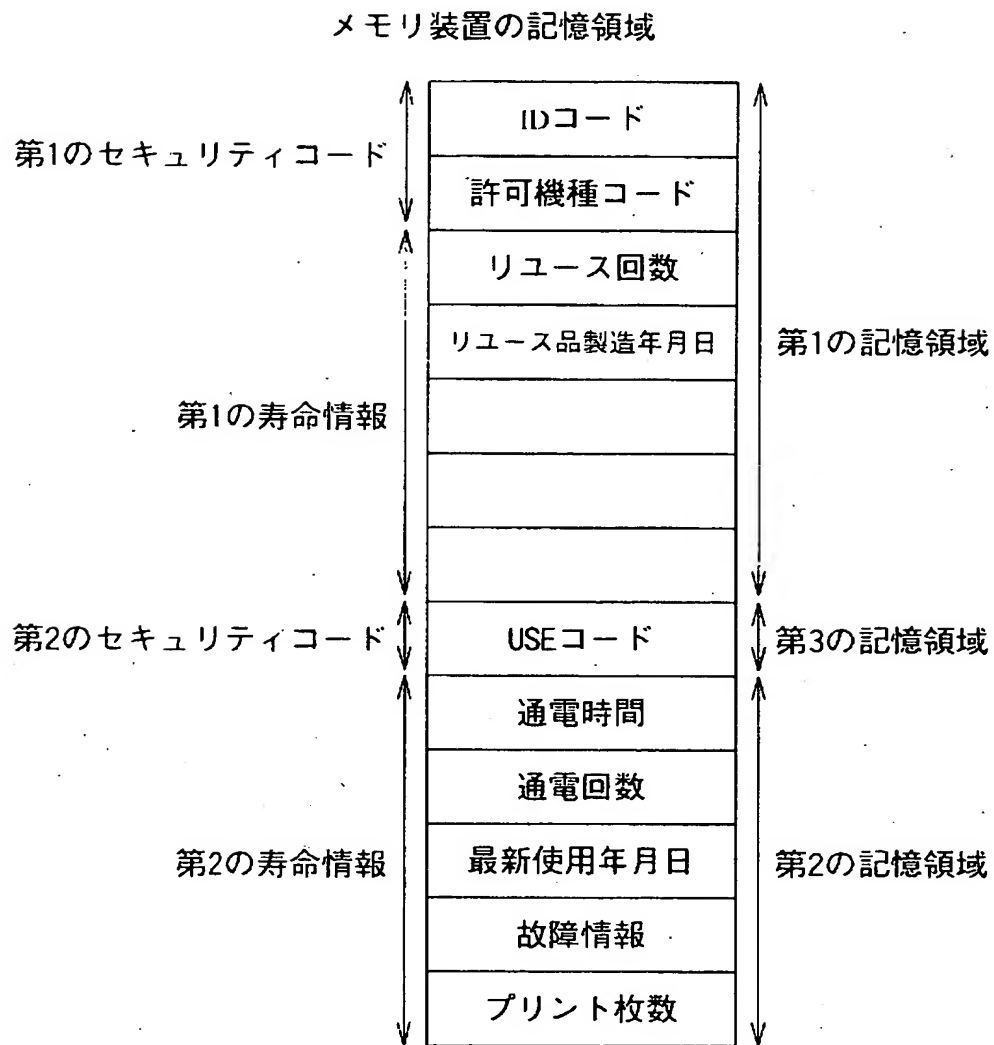 メモリ装置の記憶領域
IDコード
第1のセキュリティコード
許可機種コード
リユース回数
リユース品製造年月日
第1の記憶領域
第1の寿命情報
第2のセキュリティコード
USEコード
第3の記憶領域
通電時間
通電回数
第2の寿命情報
最新使用年月日
第2の記憶領域
故障情報
プリント枚数